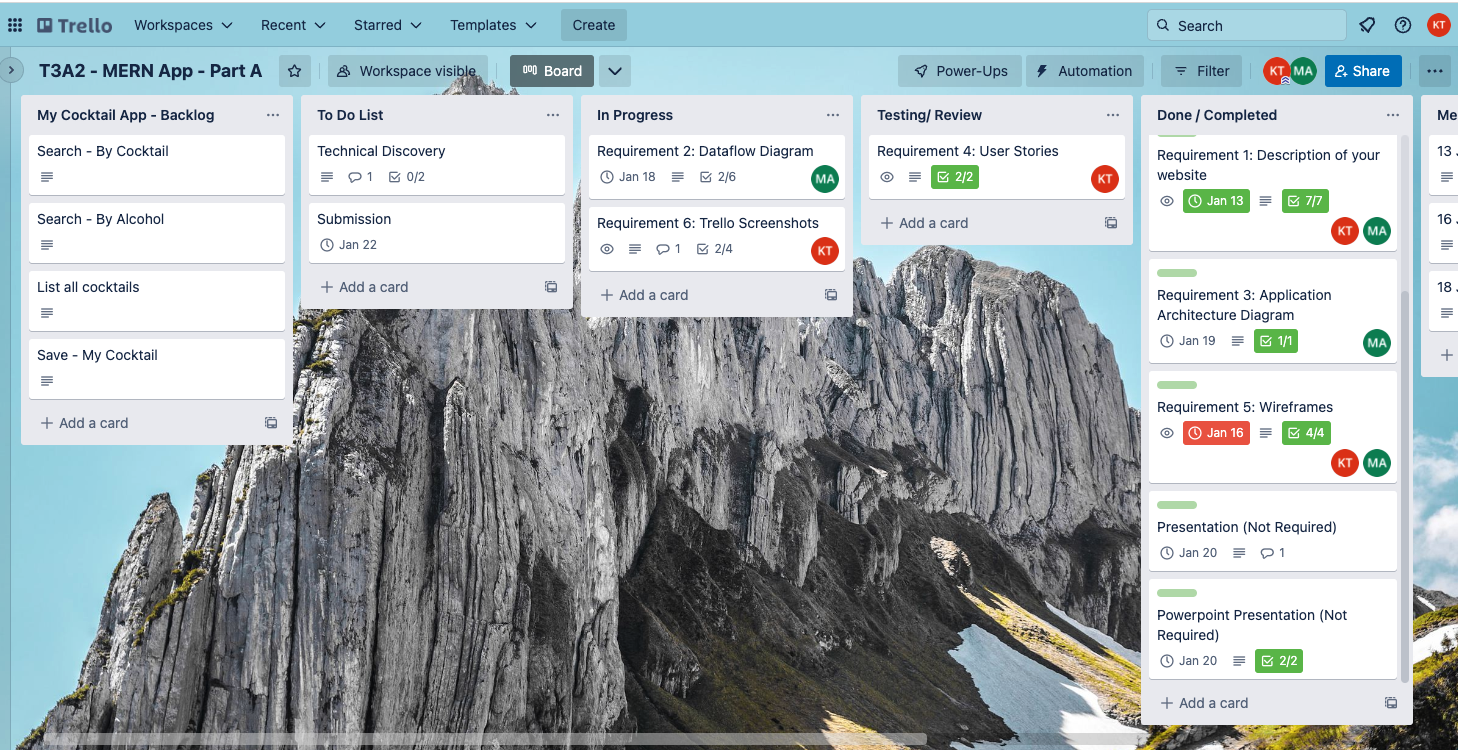 Trello Workspaces Recent Starred Templates Create Search KT
T3A2 - MERN App - Part A Workspace visible Board Power-Ups Automation Filter KT MA Share
My Cocktail App - Backlog
Search - By Cocktail
Search - By Alcohol
List all cocktails
Save - My Cocktail
Add a card
To Do List
Technical Discovery
1 0/2
Submission
Jan 22
Add a card
In Progress
Requirement 2: Dataflow Diagram
Jan 18 2/6 MA
Requirement 6: Trello Screenshots
1 2/4 KT
Add a card
Testing/ Review
Requirement 4: User Stories
2/2 KT
Add a card
Done / Completed
Requirement 1: Description of your
website
Jan 13 7/7
KT MA
Requirement 3: Application
Architecture Diagram
Jan 19 1/1 MA
Requirement 5: Wireframes
Jan 16 4/4
KT MA
Presentation (Not Required)
Jan 20 1
Powerpoint Presentation (Not
Required)
Jan 20 2/2
Add a card
Me
13 J
16 J
18 J